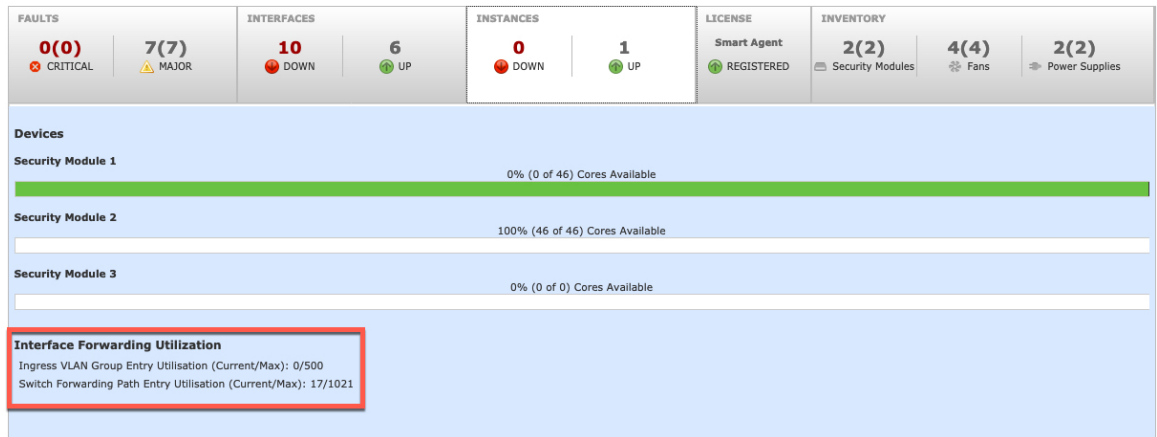 FAULTS
0(0)
CRITICAL
7(7)
MAJOR
INTERFACES
10
DOWN
6
UP
INSTANCES
0
DOWN
1
UP
LICENSE
Smart Agent
REGISTERED
INVENTORY
2(2)
Security Modules
4(4)
Fans
2(2)
Power Supplies
Devices
Security Module 1
0% (0 of 46) Cores Available
Security Module 2
100% (46 of 46) Cores Available
Security Module 3
0% (0 of 0) Cores Available
Interface Forwarding Utilization
Ingress VLAN Group Entry Utilisation (Current/Max): 0/500
Switch Forwarding Path Entry Utilisation (Current/Max): 17/1021